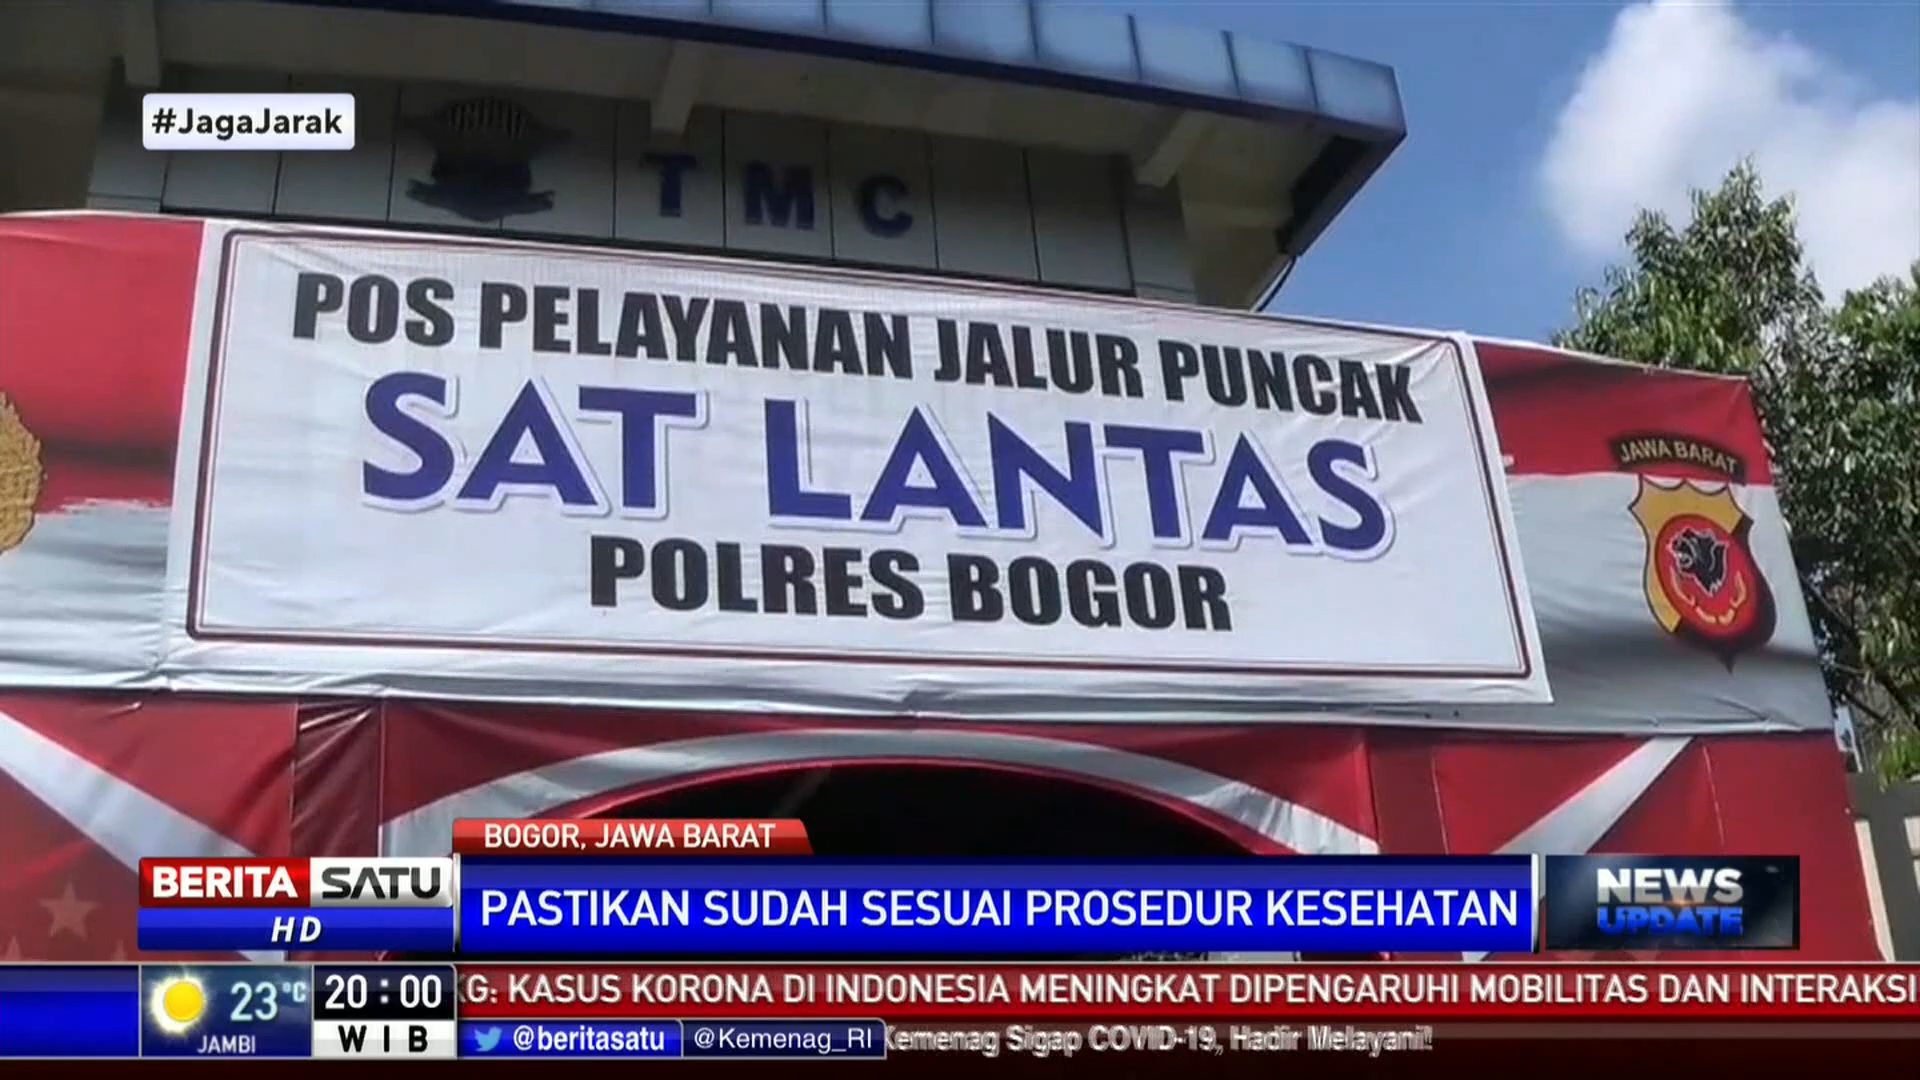 #JagaJarak
TMC
POS PELAYANAN JALUR PUNCAK
SAT LANTAS
POLRES BOGOR
JAWA BARAT
BOGOR, JAWA BARAT
BERITA SATU
HD
PASTIKAN SUDAH SESUAI PROSEDUR KESEHATAN
NEWS
UPDATE
23°C
JAMBI
20:00
WIB
KG: KASUS KORONA DI INDONESIA MENINGKAT DIPENGARUHI MOBILITAS DAN INTERAKSI
@beritasatu
@Kemenag_RI
Kemenag Sigap COVID-19, Hadir Melayani!